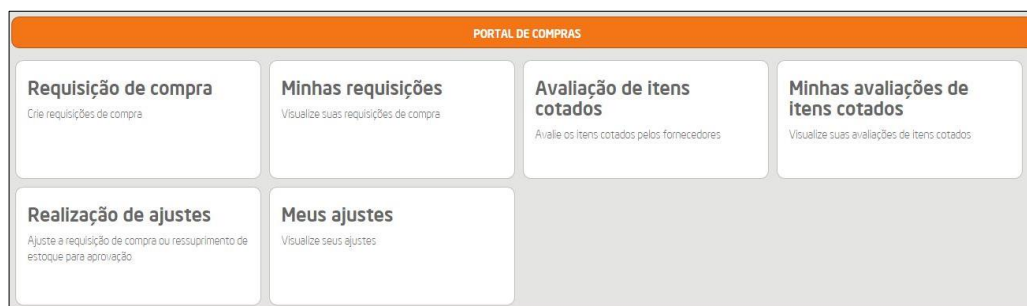 PORTAL DE COMPRAS
Requisição de compra
Crie requisições de compra
Minhas requisições
Visualize suas requisições de compra
Avaliação de itens
cotados
Avalie os itens cotados pelos fornecedores
Minhas avaliações de
itens cotados
Visualize suas avaliações de itens cotados
Realização de ajustes
Ajuste a requisição de compra ou ressuprimento de
estoque para aprovação
Meus ajustes
Visualize seus ajustes